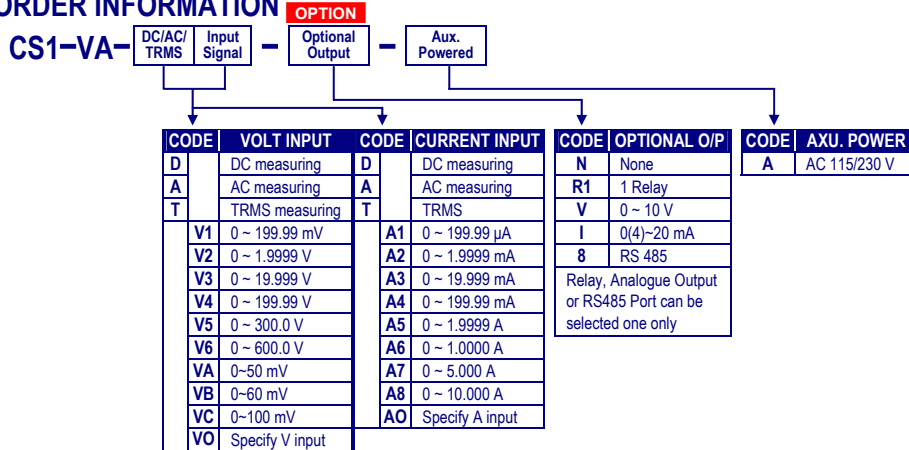 ORDER INFORMATION OPTION
CS1-VA- DC/AC/ TRMS Input Signal - Optional Output - Aux. Powered
CODE VOLT INPUT
D DC measuring
A AC measuring
T TRMS measuring
V1 0 ~ 199.99 mV
V2 0 ~ 1.9999 V
V3 0 ~ 19.999 V
V4 0 ~ 199.99 V
V5 0 ~ 300.0 V
V6 0 ~ 600.0 V
VA 0~50 mV
VB 0~60 mV
VC 0~100 mV
VO Specify V input
CODE CURRENT INPUT
D DC measuring
A AC measuring
T TRMS
A1 0 ~ 199.99 µA
A2 0 ~ 1.9999 mA
A3 0 ~ 19.999 mA
A4 0 ~ 199.99 mA
A5 0 ~ 1.9999 A
A6 0 ~ 1.0000 A
A7 0 ~ 5.000 A
A8 0 ~ 10.000 A
AO Specify A input
CODE OPTIONAL O/P
N None
R1 1 Relay
V 0 ~ 10 V
I 0(4)~20 mA
8 RS 485
Relay, Analogue Output
or RS485 Port can be
selected one only
CODE AXU. POWER
A AC 115/230 V